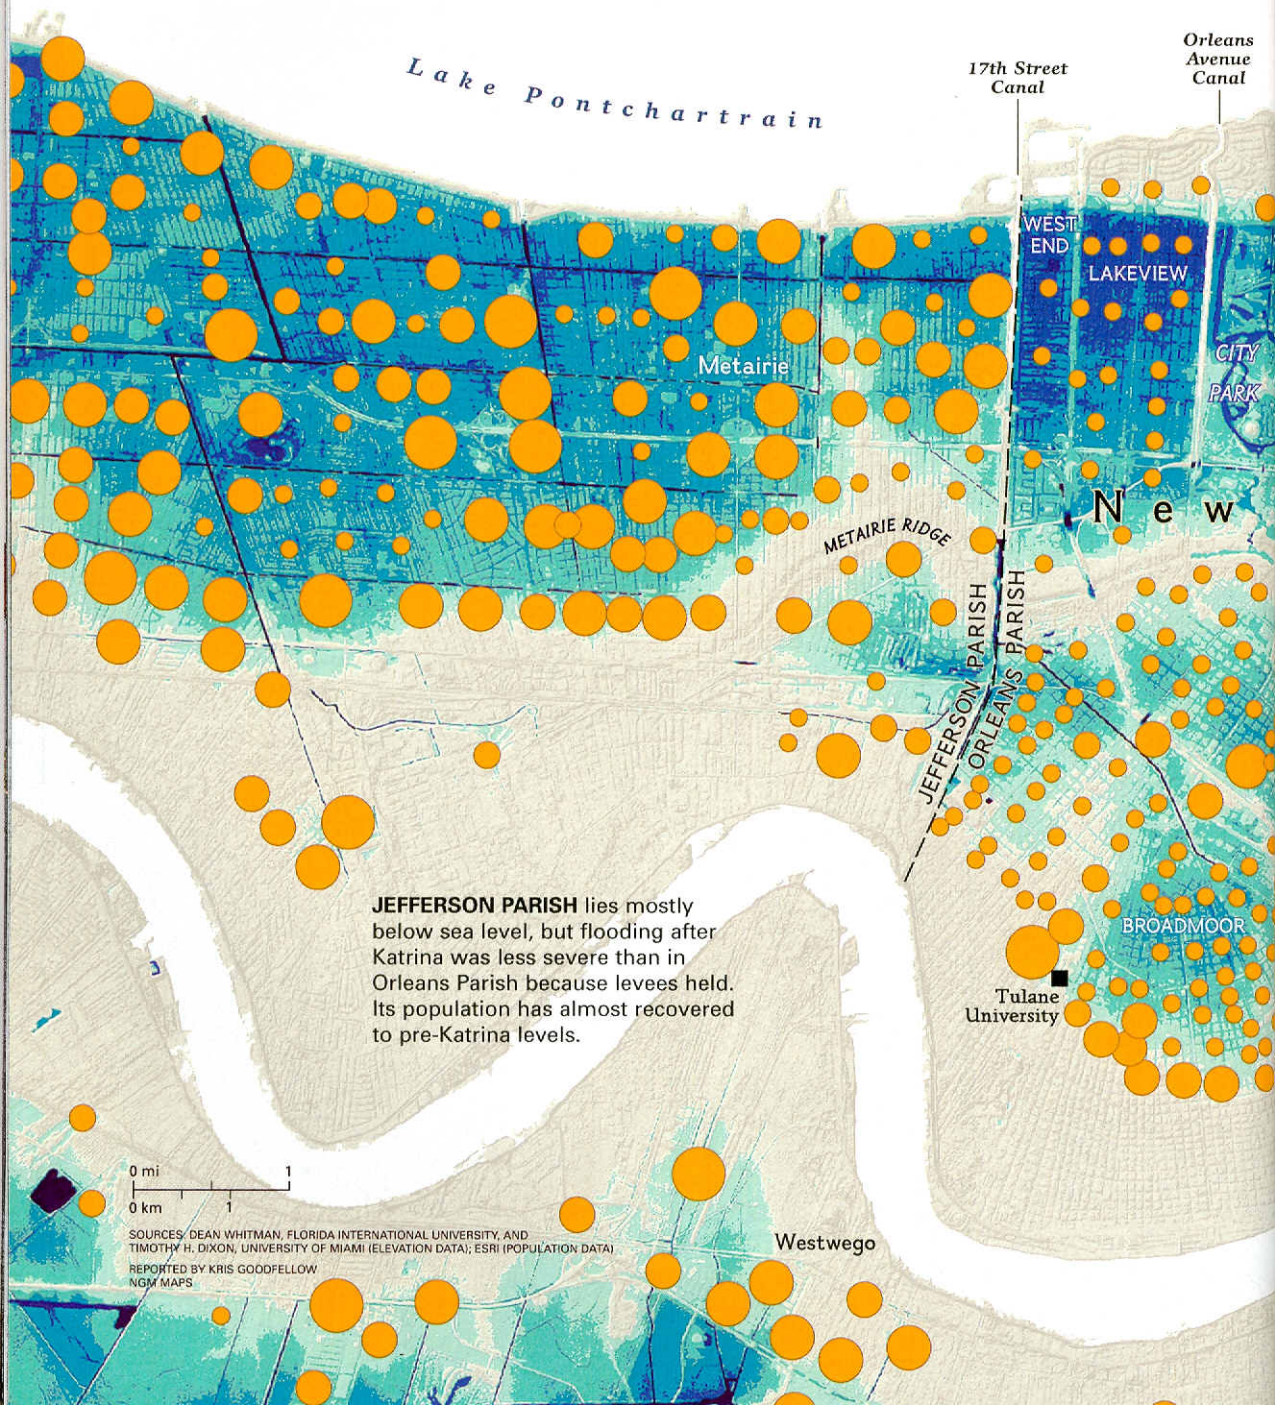 Lake Pontchartrain
17th Street
Canal
Orleans
Avenue
Canal
WEST
END
LAKEVIEW
CITY
PARK
Metairie
New
METAIRIE RIDGE
JEFFERSON PARISH
ORLEANS PARISH
BROADMOOR
JEFFERSON PARISH lies mostly
below sea level, but flooding after
Katrina was less severe than in
Orleans Parish because levees held.
Its population has almost recovered
to pre-Katrina levels.
Tulane
University
0 mi 1
0 km 1
SOURCES: DEAN WHITMAN, FLORIDA INTERNATIONAL UNIVERSITY, AND
TIMOTHY H. DIXON, UNIVERSITY OF MIAMI (ELEVATION DATA); ESRI (POPULATION DATA)
REPORTED BY KRIS GOODFELLOW
NGM MAPS
Westwego